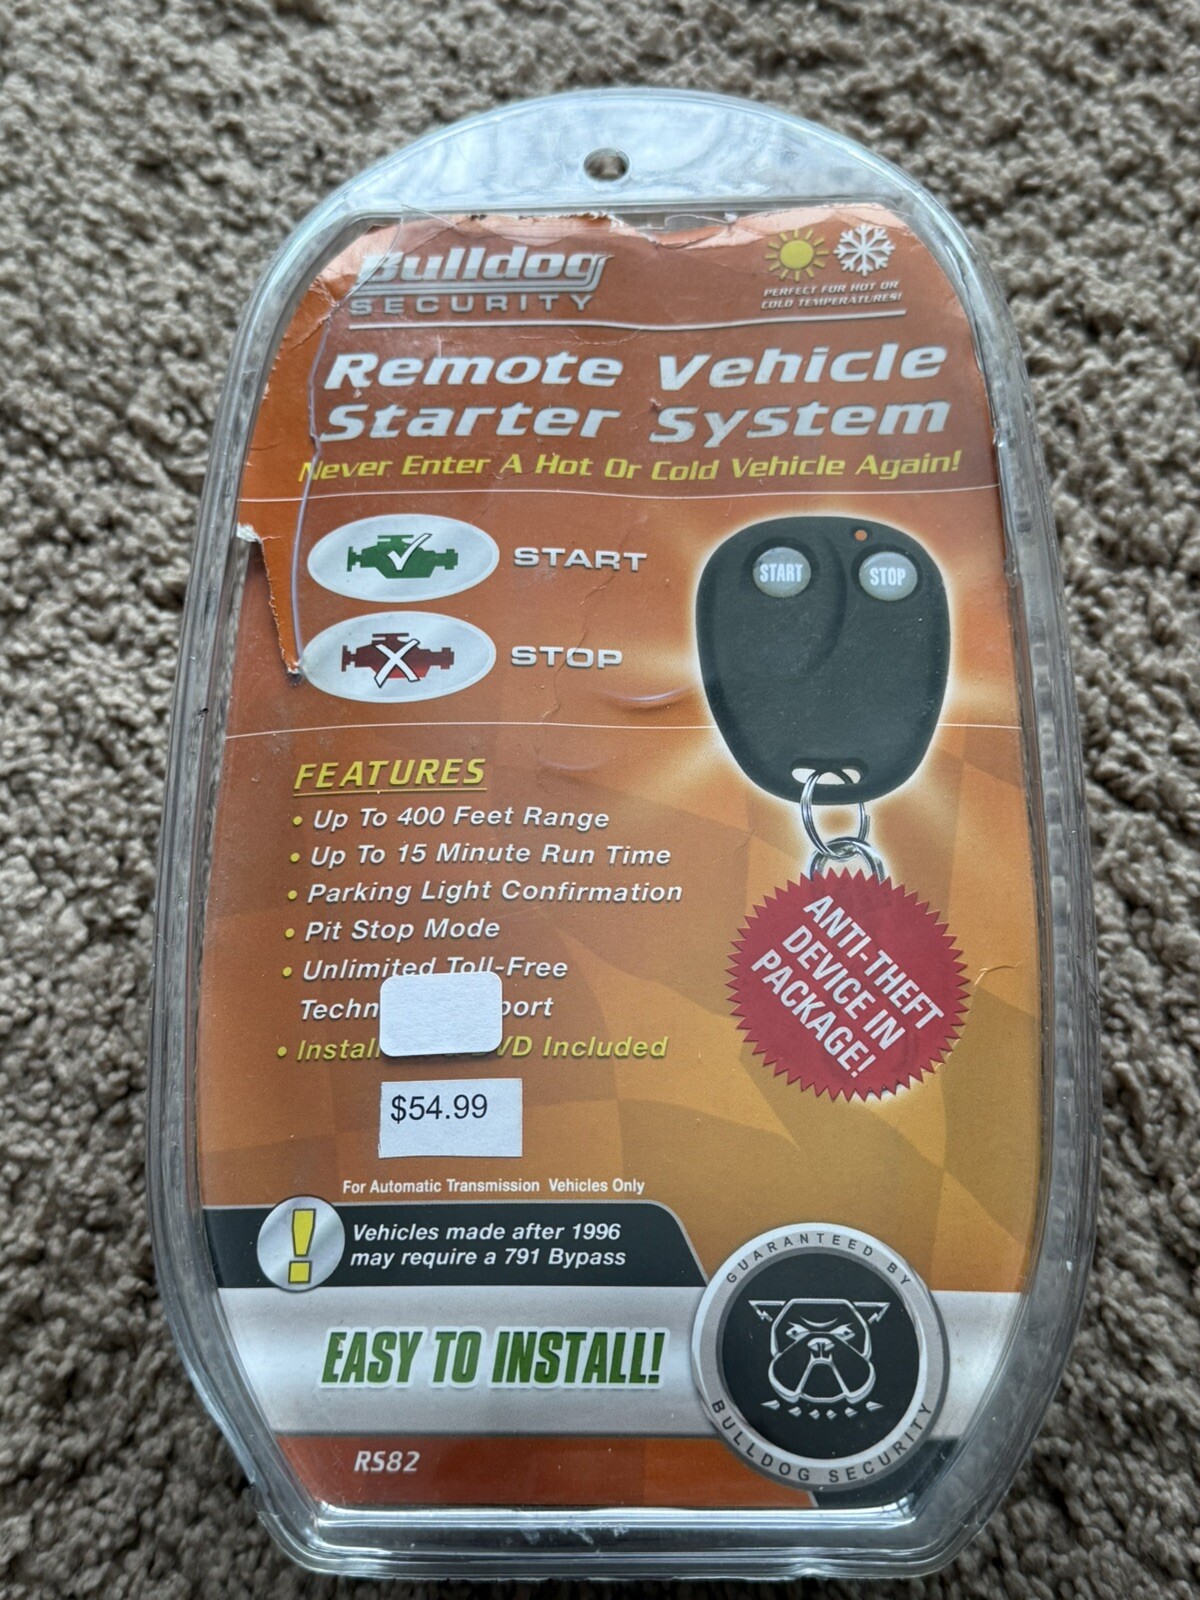 Bulldog
SECURITY
PERFECT FOR HOT OR
COLD TEMPERATURES!
Remote Vehicle
Starter System
Never Enter A Hot Or Cold Vehicle Again!
START
STOP
START
STOP
FEATURES
• Up To 400 Feet Range
• Up To 15 Minute Run Time
• Parking Light Confirmation
• Pit Stop Mode
• Unlimited Toll-Free
• Included
ANTI-THEFT
DEVICE IN
PACKAGE!
$54.99
For Automatic Transmission Vehicles Only
! Vehicles made after 1996
may require a 791 Bypass
EASY TO INSTALL!
GUARANTEED BY
BULLDOG SECURITY
RS82